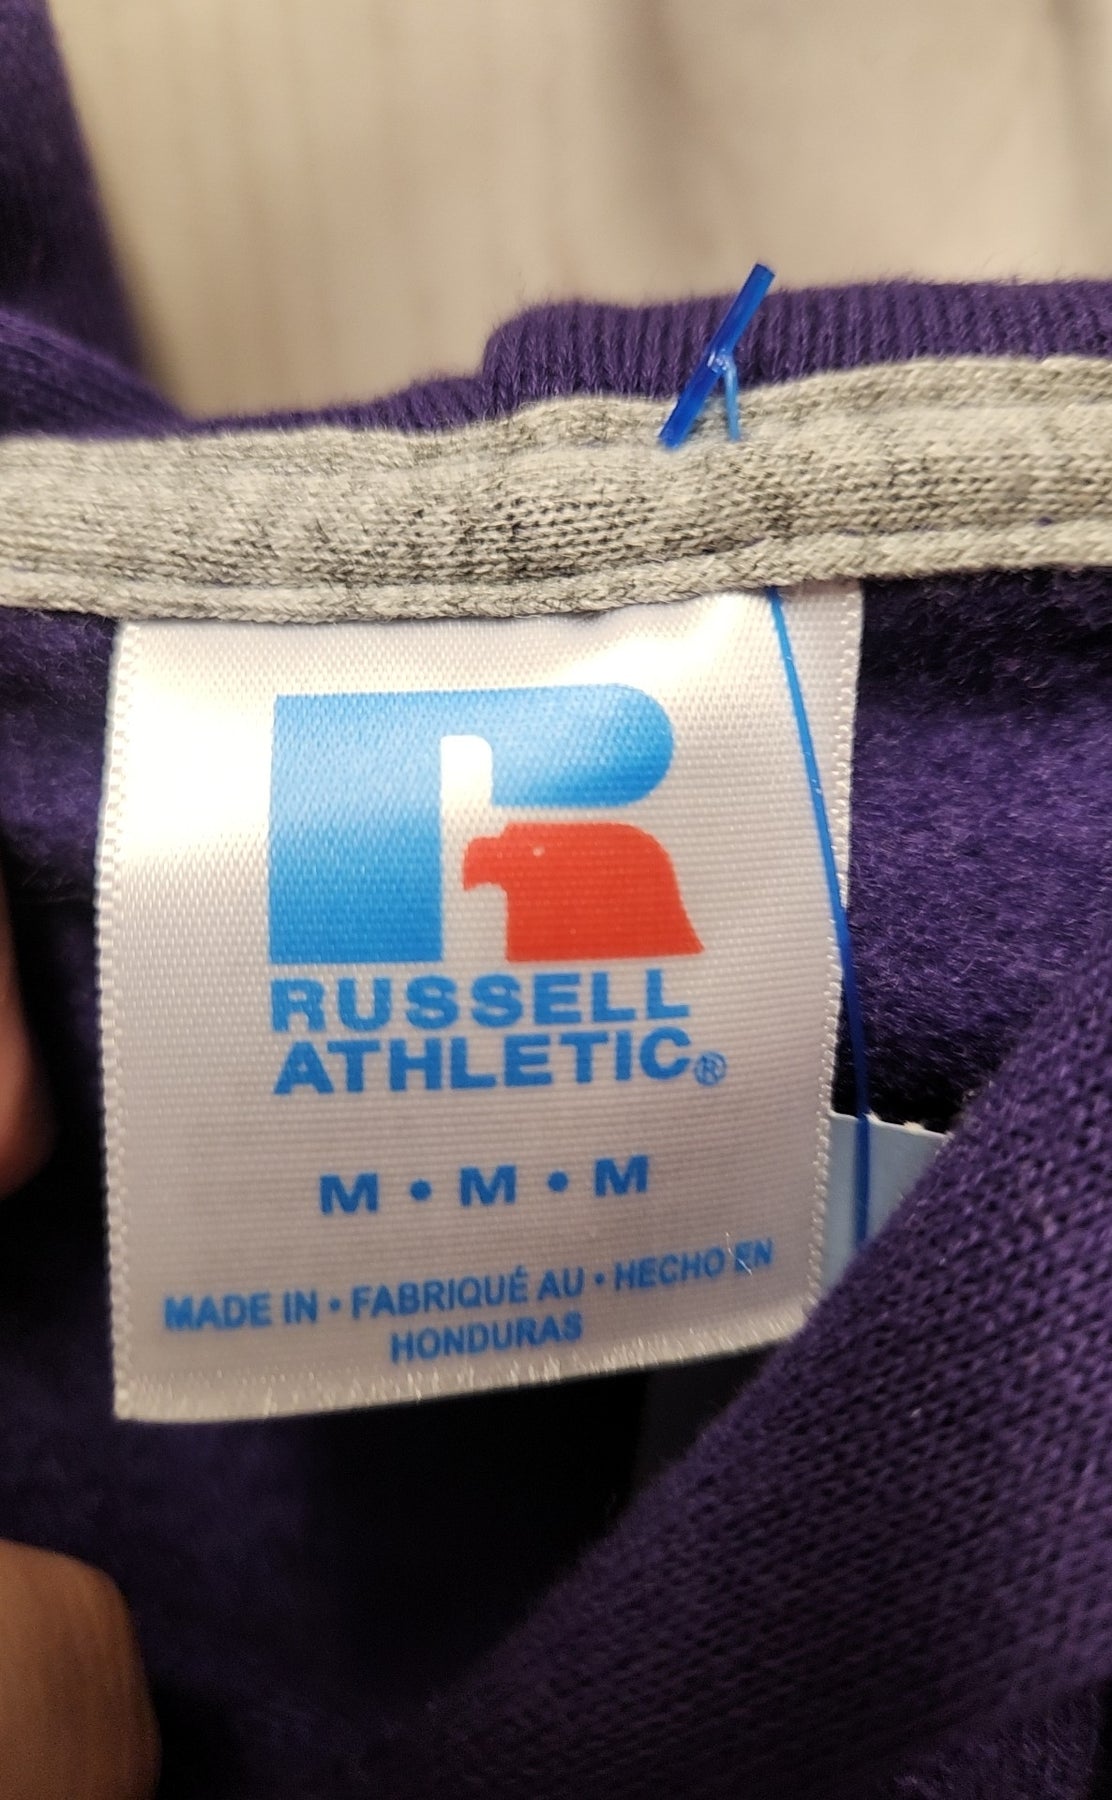 RUSSELL
ATHLETIC®
M • M • M
MADE IN • FABRIQUÉ AU • HECHO EN
HONDURAS